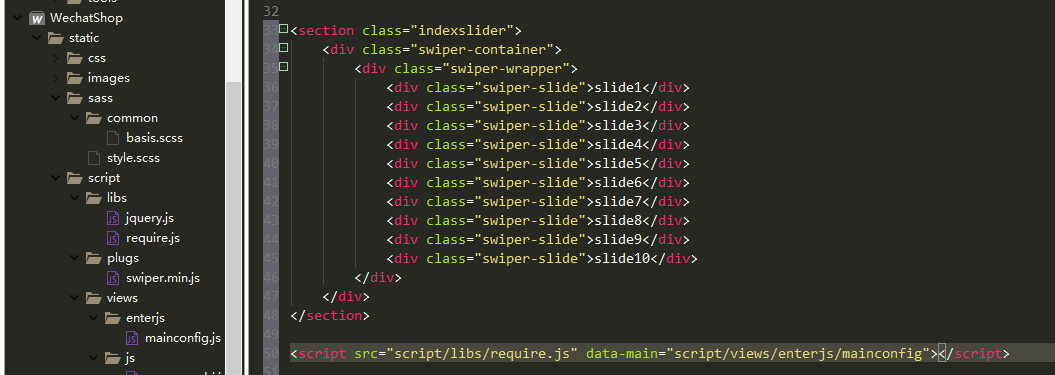 tools
WechatShop
static
css
images
sass
common
basis.scss
style.scss
script
libs
jquery.js
require.js
plugs
swiper.min.js
views
enterjs
mainconfig.js
js
32
33 <section class="indexslider">
34 <div class="swiper-container">
35 <div class="swiper-wrapper">
36 <div class="swiper-slide">slide1</div>
37 <div class="swiper-slide">slide2</div>
38 <div class="swiper-slide">slide3</div>
39 <div class="swiper-slide">slide4</div>
40 <div class="swiper-slide">slide5</div>
41 <div class="swiper-slide">slide6</div>
42 <div class="swiper-slide">slide7</div>
43 <div class="swiper-slide">slide8</div>
44 <div class="swiper-slide">slide9</div>
45 <div class="swiper-slide">slide10</div>
46 </div>
47 </div>
48 </section>
49
50 <script src="script/libs/require.js" data-main="script/views/enterjs/mainconfig"></script>
51